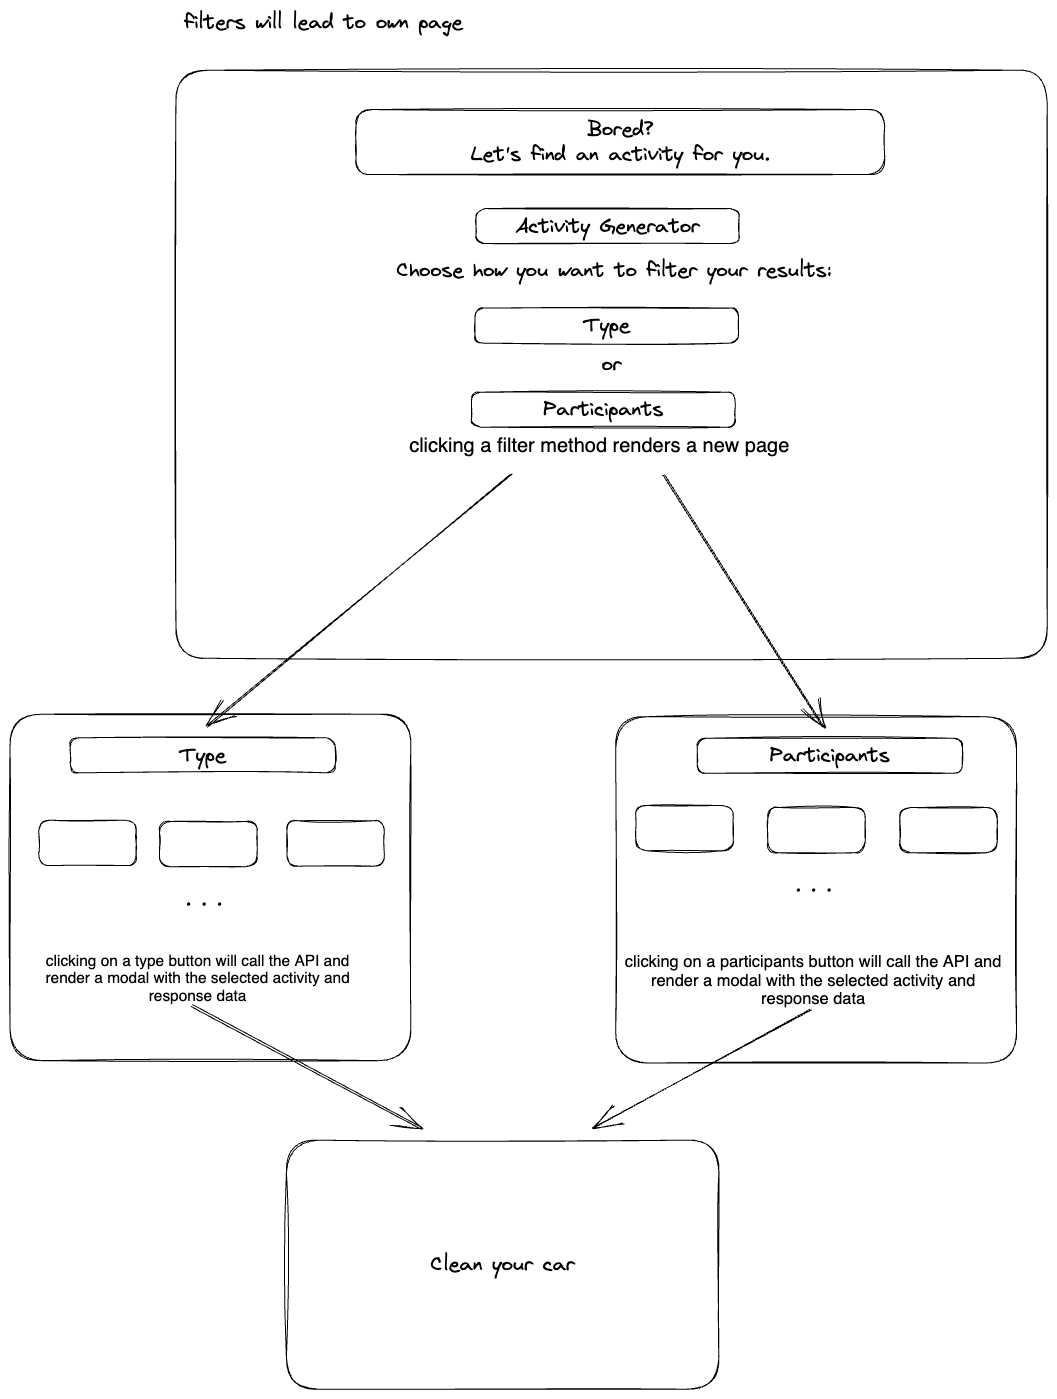 filters will lead to own page
Bored?
Let's find an activity for you.
Activity Generator
Choose how you want to filter your results:
Type
or
Participants
clicking a filter method renders a new page
Type
. . .
clicking on a type button will call the API and
render a modal with the selected activity and
response data
Participants
. . .
clicking on a participants button will call the API and
render a modal with the selected activity and
response data
Clean your car